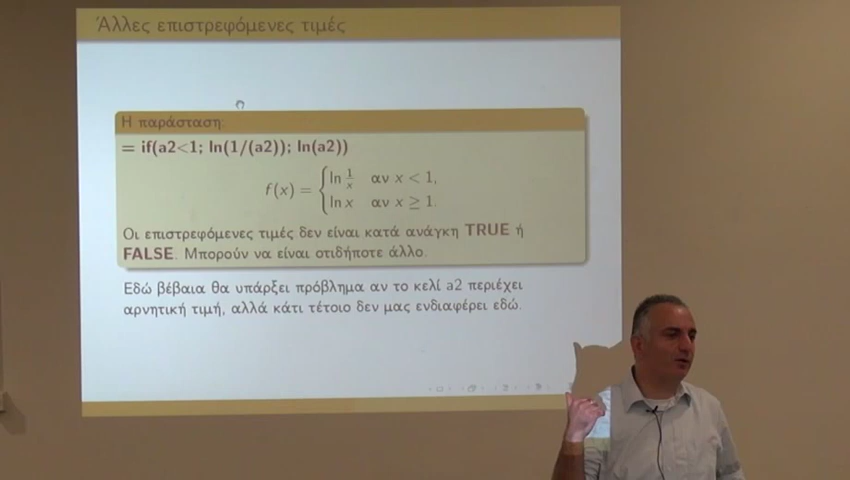 Άλλες επιστρεφόμενες τιμές
Η παράσταση:
= if(a2<1; ln(1/(a2)); ln(a2))
f(x) = { ln 1/x αν x < 1,
ln x αν x ≥ 1.
Οι επιστρεφόμενες τιμές δεν είναι κατά ανάγκη TRUE ή
FALSE. Μπορούν να είναι οτιδήποτε άλλο.
Εδώ βέβαια θα υπάρξει πρόβλημα αν το κελί a2 περιέχει
αρνητική τιμή, αλλά κάτι τέτοιο δεν μας ενδιαφέρει εδώ.